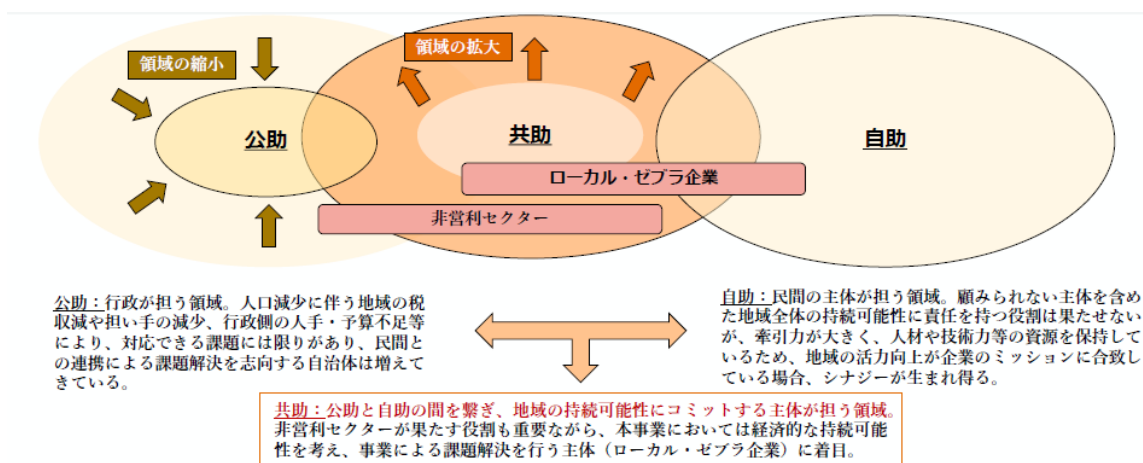 領域の縮小
領域の拡大
公助
共助
自助
ローカル・ゼブラ企業
非営利セクター
公助：行政が担う領域。人口減少に伴う地域の税
収減や担い手の減少、行政側の人手・予算不足等
により、対応できる課題には限りがあり、民間と
の連携による課題解決を志向する自治体は増えて
きている。
自助：民間の主体が担う領域。顧みられない主体を含め
た地域全体の持続可能性に責任を持つ役割は果たせない
が、牽引力が大きく、人材や技術力等の資源を保持し
ているため、地域の活力向上が企業のミッションに合致し
ている場合、シナジーが生まれ得る。
共助：公助と自助の間を繋ぎ、地域の持続可能性にコミットする主体が担う領域。
非営利セクターが果たす役割も重要ながら、本事業においては経済的な持続可能
性を考え、事業による課題解決を行う主体（ローカル・ゼブラ企業）に着目。